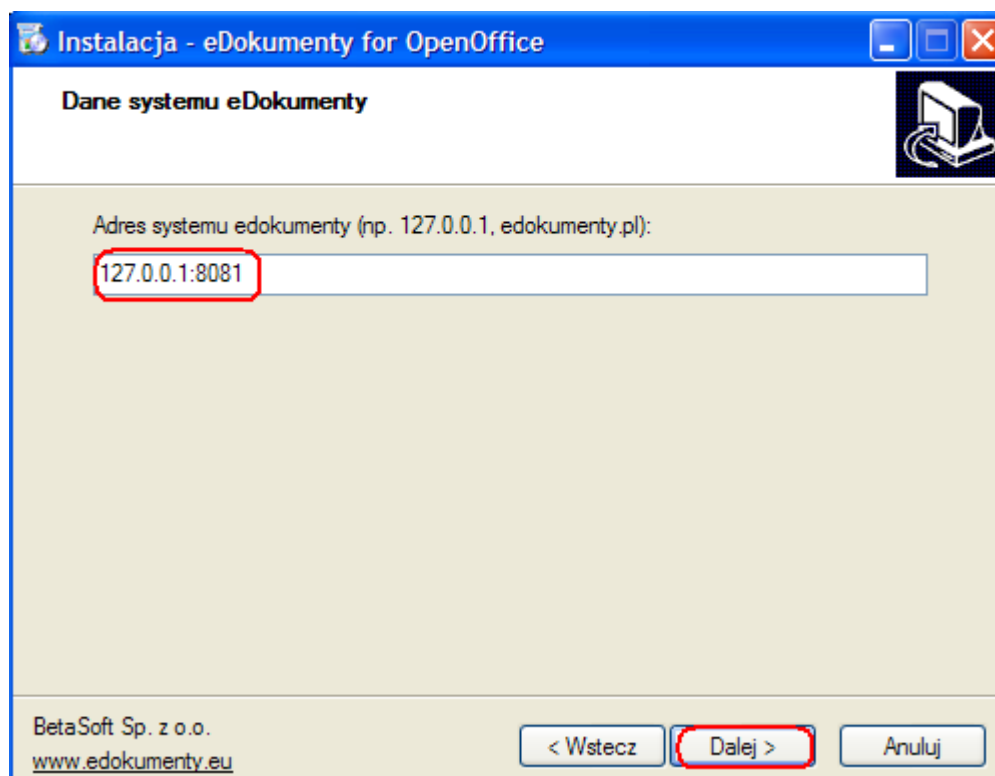 Instalacja - eDokumenty for OpenOffice
Dane systemu eDokumenty
Adres systemu edokumenty (np. 127.0.0.1, edokumenty.pl):
127.0.0.1:8081
BetaSoft Sp. z o.o.
www.edokumenty.eu
< Wstecz
Dalej >
Anuluj